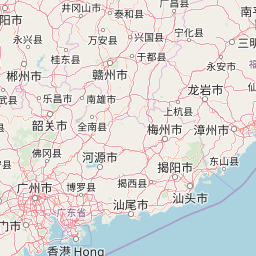 阳市
井冈山市
泰和县
广昌县
南平
永兴县
万安县
兴国县
宁化县
三明
桂东县
于都县
赣州市
永安市
郴州市
龙岩市
武县
乐昌市
南雄市
上杭县
韶关市
全南县
梅州市
漳州市
佛冈县
河源市
揭阳市
东山县
广州市
博罗县
揭西县
汕头市
广东省
汕尾市
门市
香港 Hong